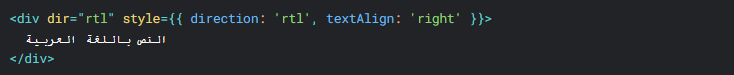 <div dir="rtl" style={{ direction: 'rtl', textAlign: 'right' }}>
النص باللغة العربية
</div>